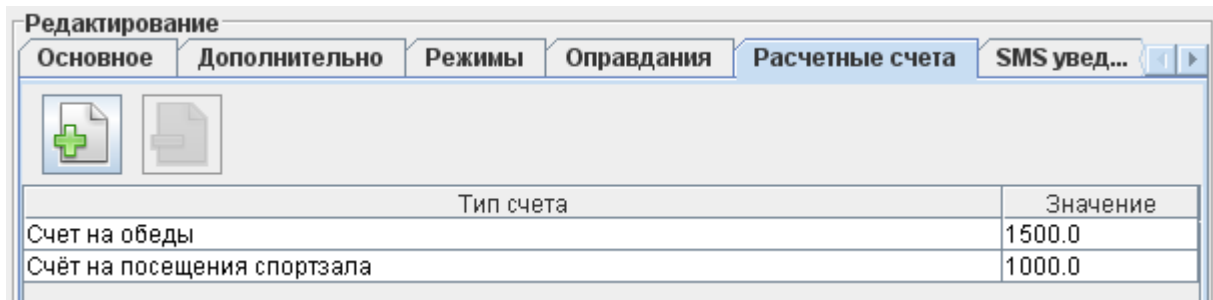 Редактирование
Основное Дополнительно Режимы Оправдания Расчетные счета SMS увед...
Тип счета Значение
Счет на обеды 1500.0
Счёт на посещения спортзала 1000.0